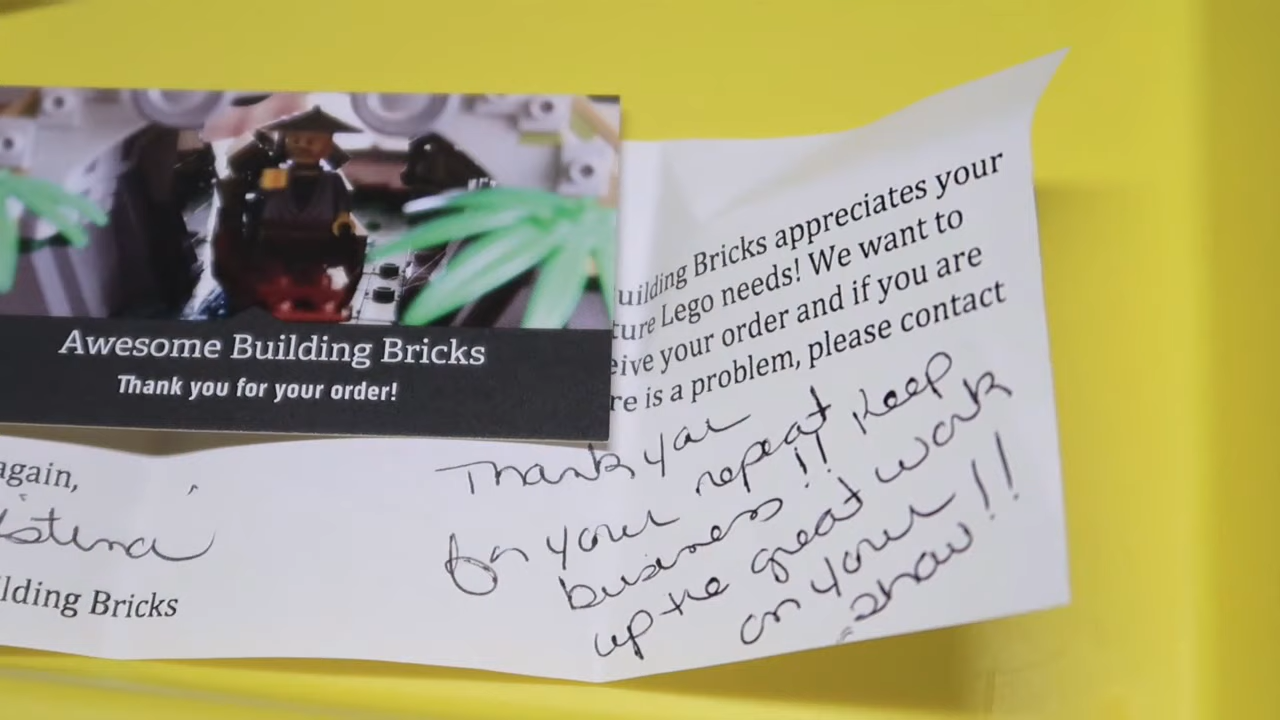 Awesome Building Bricks
Thank you for your order!
uilding Bricks appreciates your
ture Lego needs! We want to
eive your order and if you are
re is a problem, please contact
Thank you
for your repeat
business!! Keep
up the great work
on your
show!!
again,
stina
lding Bricks